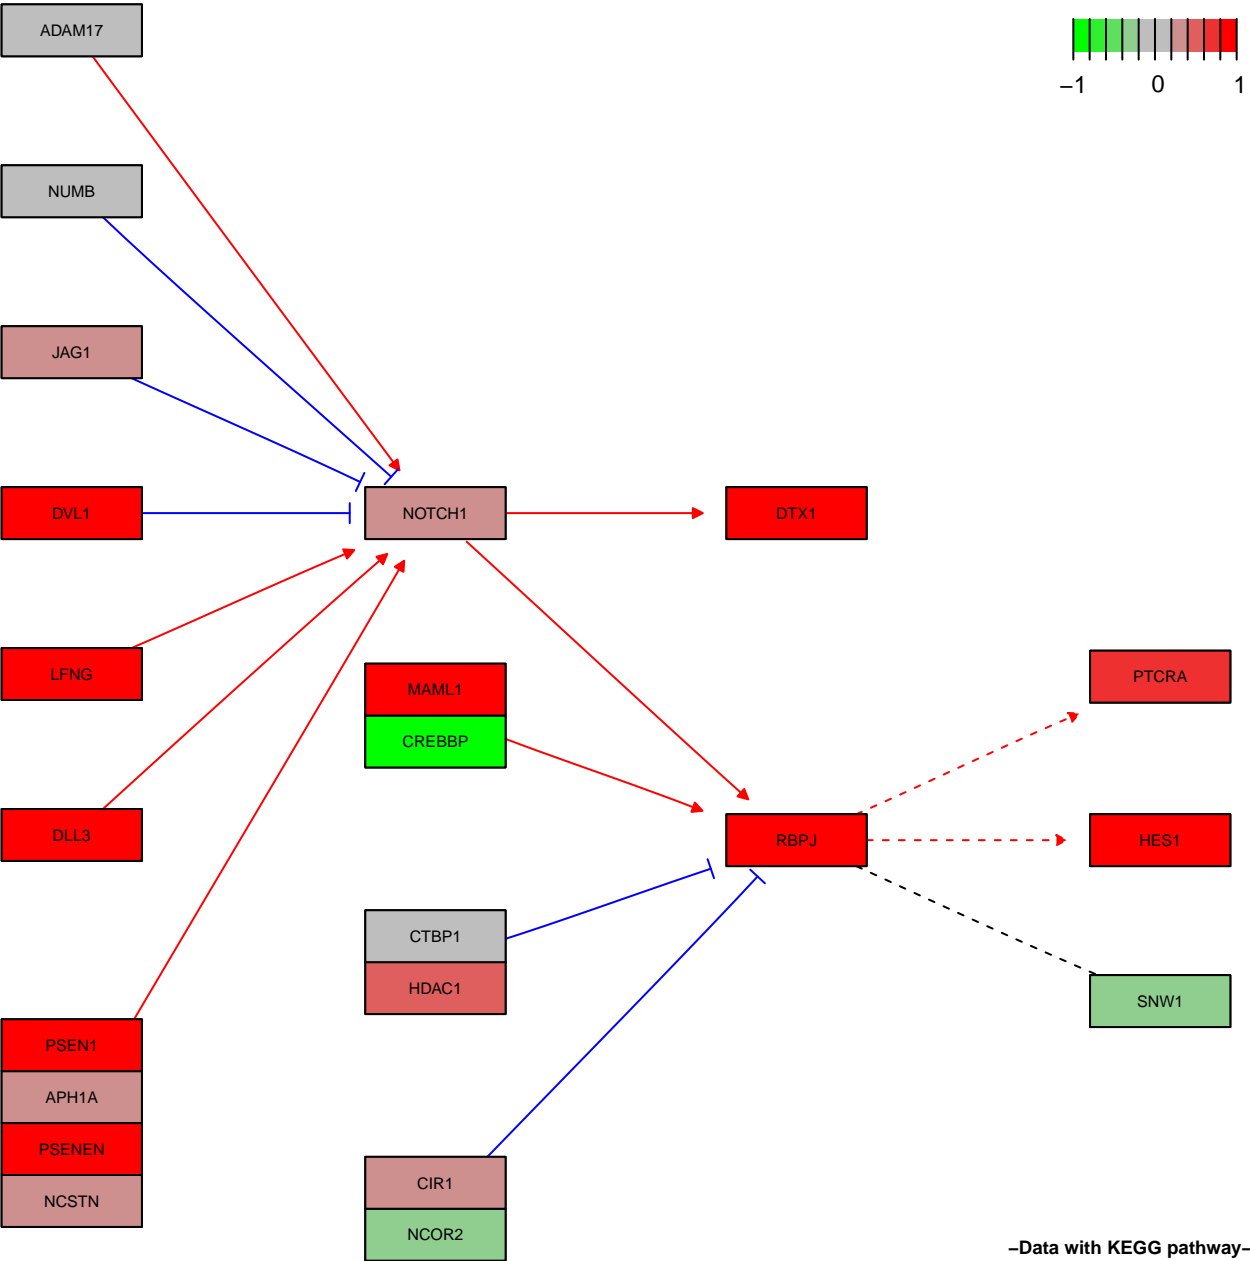 ADAM17
−1 0 1
NUMB
JAG1
DVL1
NOTCH1
DTX1
LFNG
MAML1
PTCRA
CREBBP
DLL3
RBPJ
HES1
CTBP1
HDAC1
SNW1
PSEN1
APH1A
PSENEN
NCSTN
CIR1
NCOR2
−Data with KEGG pathway−